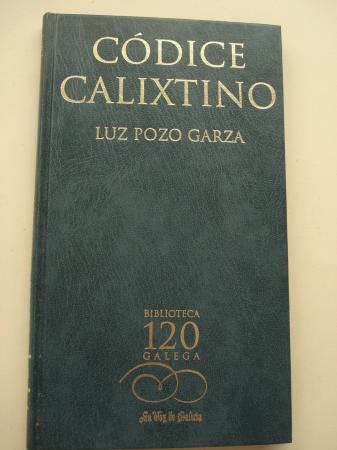 CÓDICE
CALIXTINO
LUZ POZO GARZA
BIBLIOTECA
120
GALEGA
La Voz de Galicia